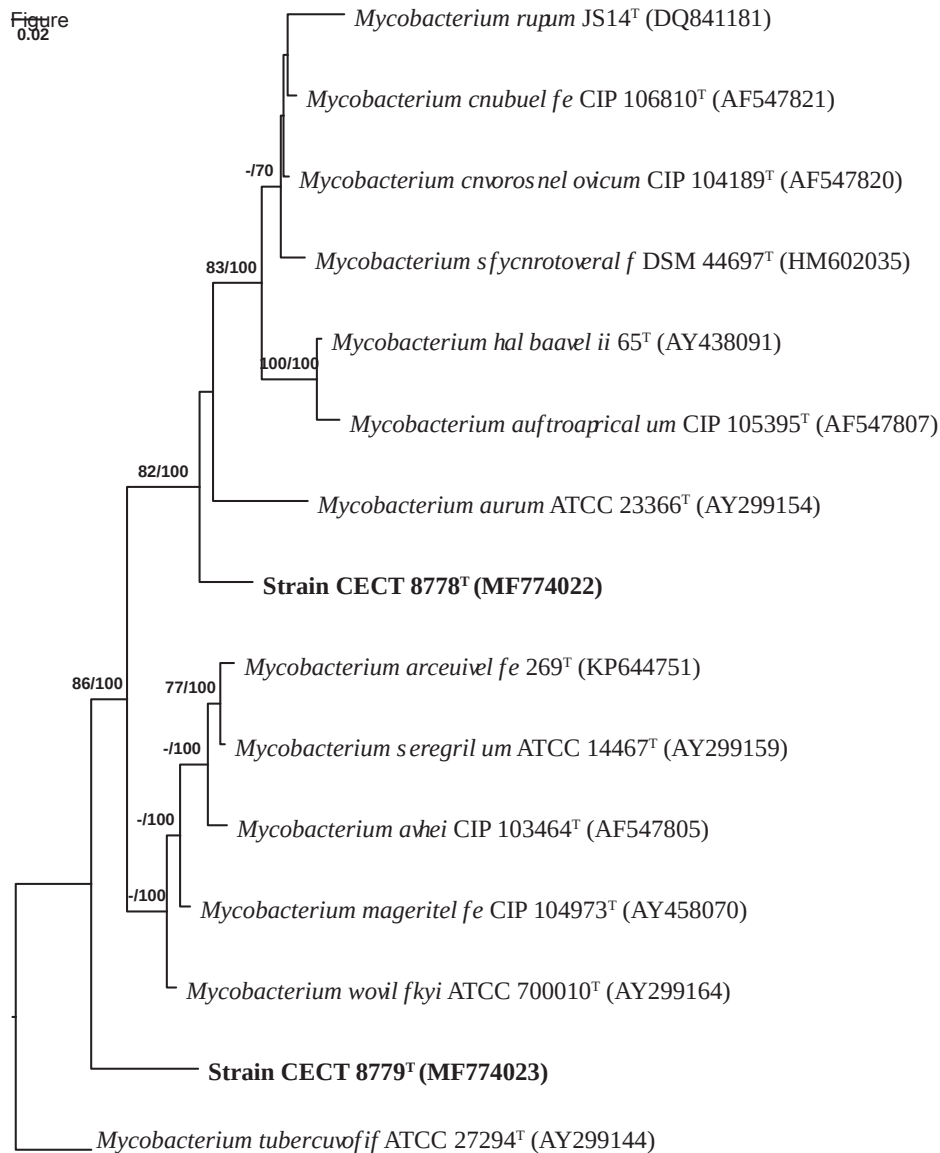 Figure
0.02
Mycobacterium rupum JS14ᵀ (DQ841181)
Mycobacterium cnubuel fe CIP 106810ᵀ (AF547821)
-/70
Mycobacterium cnvoros nel ovicum CIP 104189ᵀ (AF547820)
Mycobacterium s fycnrotoveral f DSM 44697ᵀ (HM602035)
83/100
Mycobacterium hal baavel ii 65ᵀ (AY438091)
100/100
Mycobacterium auf troaprical um CIP 105395ᵀ (AF547807)
82/100
Mycobacterium aurum ATCC 23366ᵀ (AY299154)
Strain CECT 8778ᵀ (MF774022)
Mycobacterium arceuivel fe 269ᵀ (KP644751)
86/100
77/100
Mycobacterium s eregril um ATCC 14467ᵀ (AY299159)
-/100
Mycobacterium avhei CIP 103464ᵀ (AF547805)
-/100
-/100
Mycobacterium mageritel fe CIP 104973ᵀ (AY458070)
Mycobacterium wovil fkyi ATCC 700010ᵀ (AY299164)
Strain CECT 8779ᵀ (MF774023)
Mycobacterium tubercuvof if ATCC 27294ᵀ (AY299144)